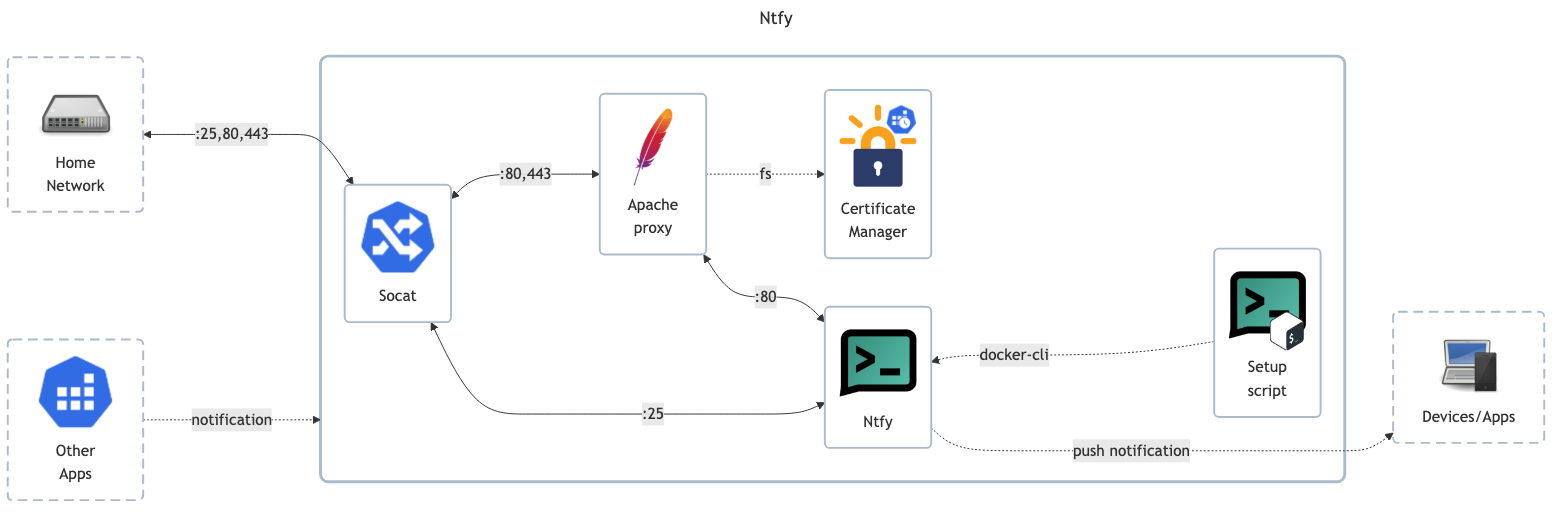 Ntfy
Home
Network
:25,80,443
Socat
:80,443
Apache
proxy
fs
Certificate
Manager
:80
Ntfy
:25
docker-cli
Setup
script
Other
Apps
notification
push notification
Devices/Apps